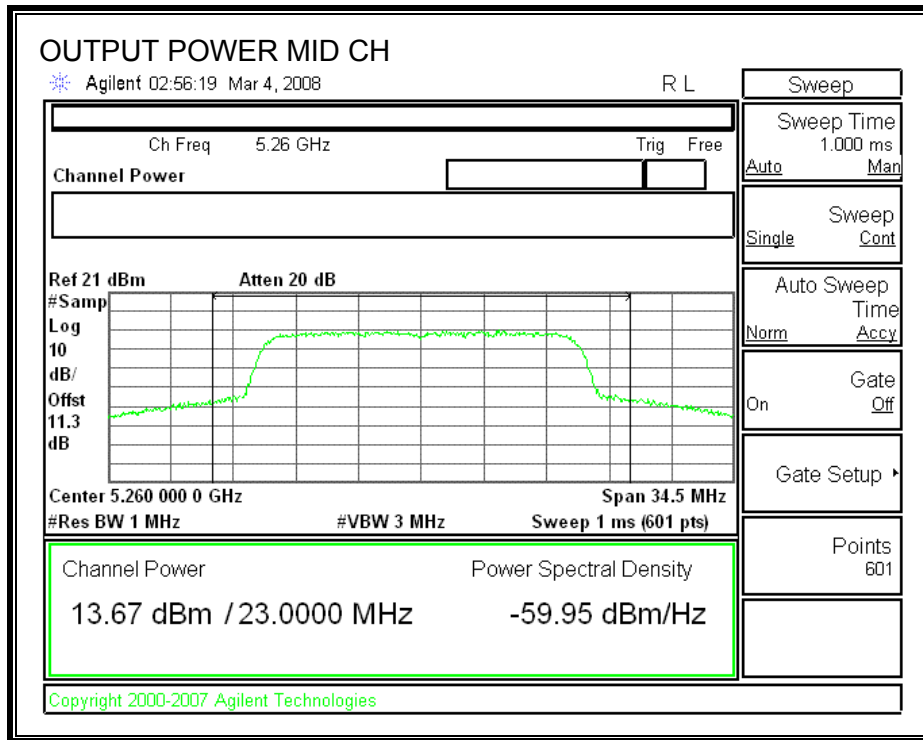 OUTPUT POWER MID CH
Agilent 02:56:19 Mar 4, 2008 R L
Ch Freq 5.26 GHz Trig Free
Channel Power
Ref 21 dBm Atten 20 dB
#Samp
Log
10
dB/
Offst
11.3
dB
Center 5.260 000 0 GHz Span 34.5 MHz
#Res BW 1 MHz #VBW 3 MHz Sweep 1 ms (601 pts)
Channel Power Power Spectral Density
13.67 dBm / 23.0000 MHz -59.95 dBm/Hz
Copyright 2000-2007 Agilent Technologies
Sweep
Sweep Time
1.000 ms
Auto Man
Sweep
Single Cont
Auto Sweep
Time
Norm Accy
Gate
On Off
Gate Setup
Points
601